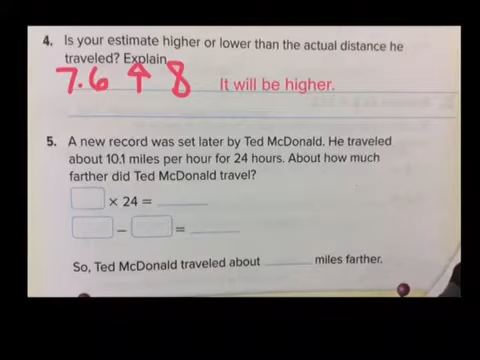 4. Is your estimate higher or lower than the actual distance he
traveled? Explain.
7.6 ↑ 8 It will be higher.
5. A new record was set later by Ted McDonald. He traveled
about 10.1 miles per hour for 24 hours. About how much
farther did Ted McDonald travel?
× 24 =
− =
So, Ted McDonald traveled about ______ miles farther.